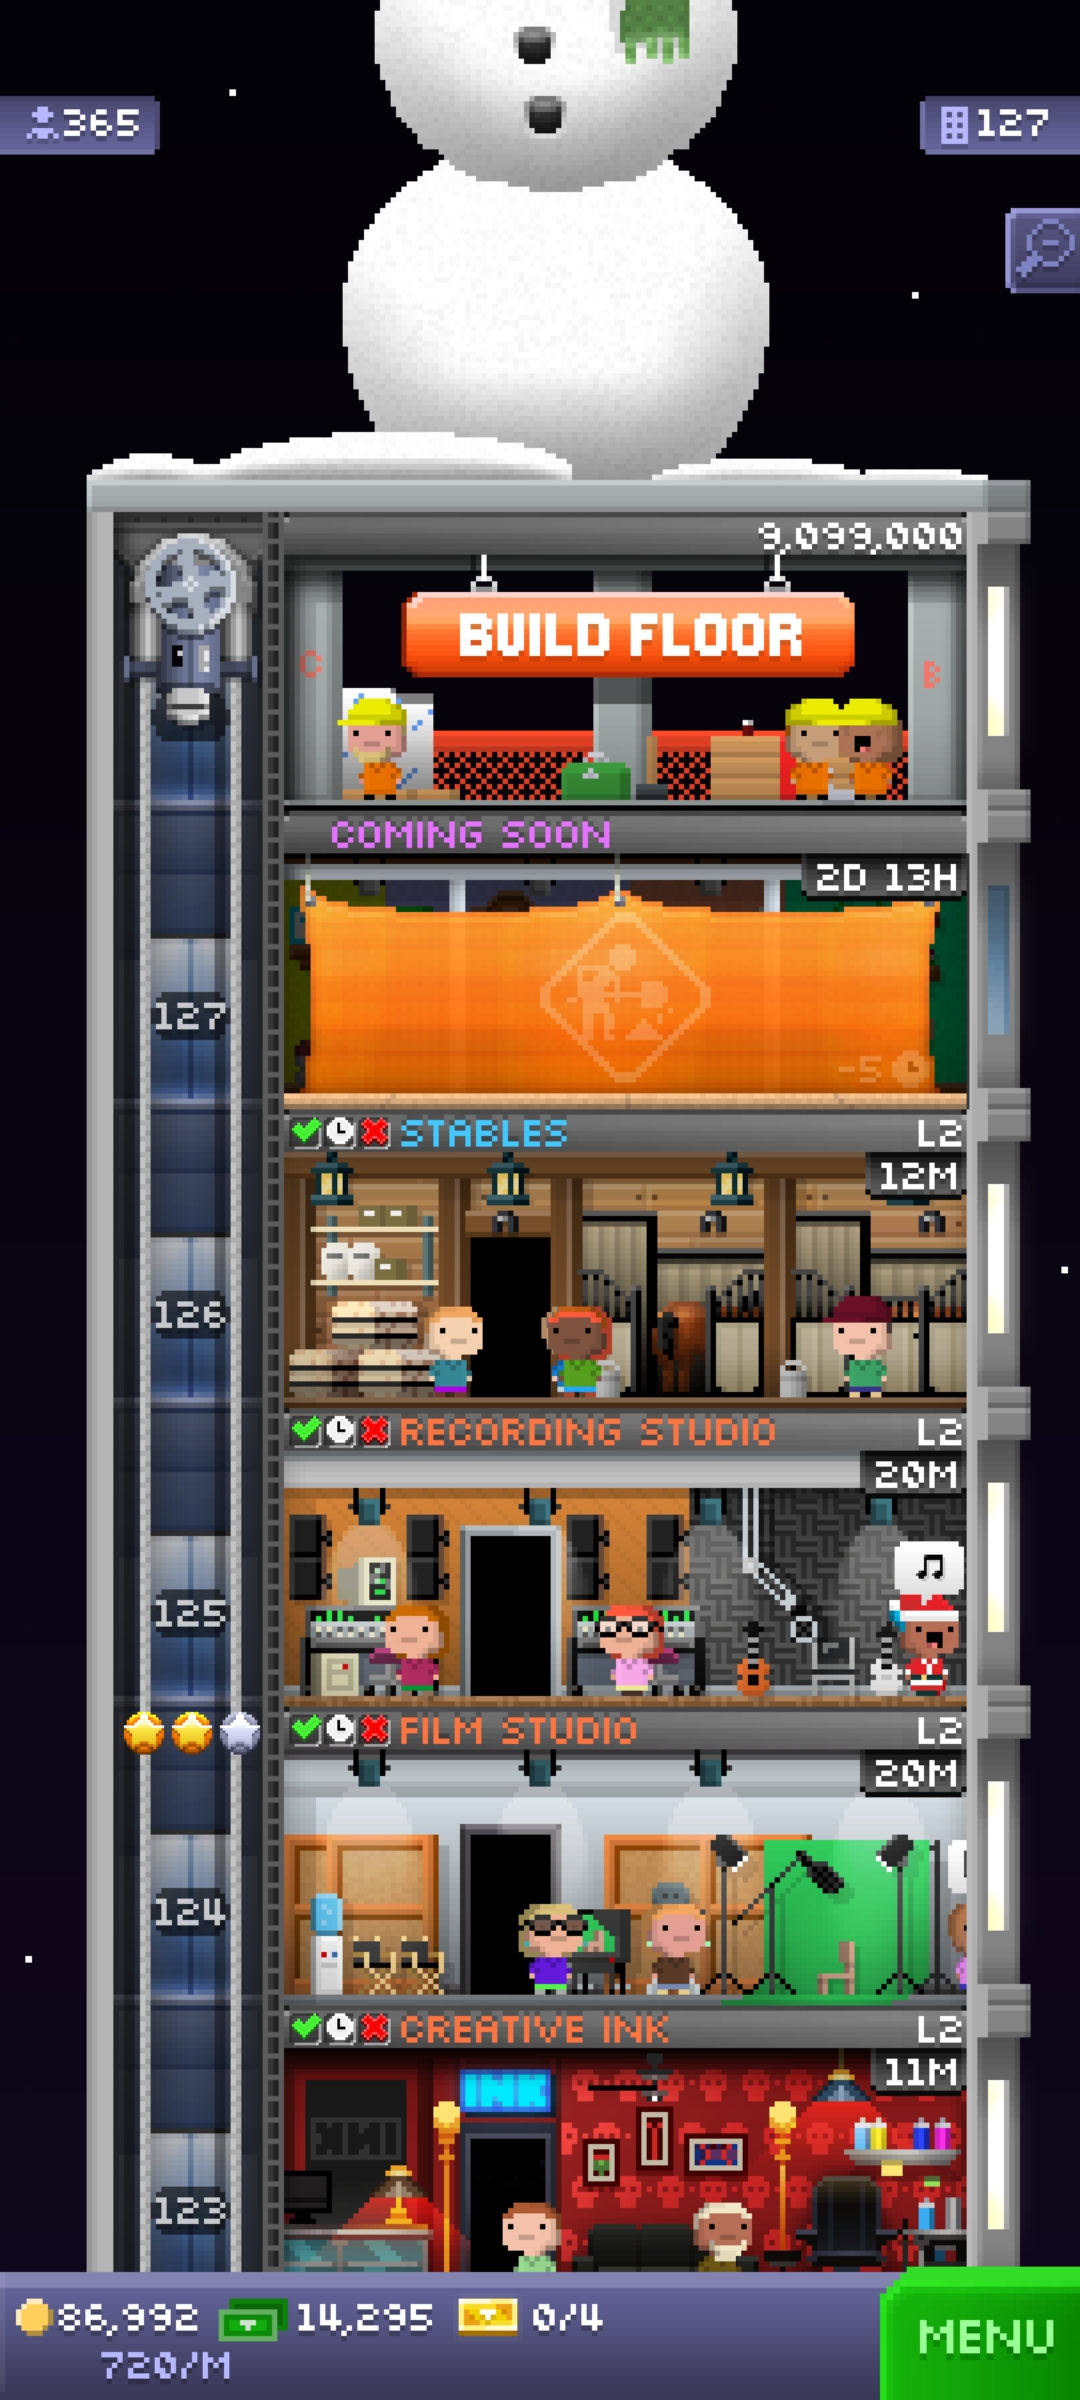 365
127
9,099,000
BUILD FLOOR
C
B
COMING SOON
2D 13H
127
-5
STABLES L2
12M
126
RECORDING STUDIO L2
20M
125
FILM STUDIO L2
20M
124
CREATIVE INK L2
11M
INK
INK
123
86,992 14,295 0/4
720/M
MENU